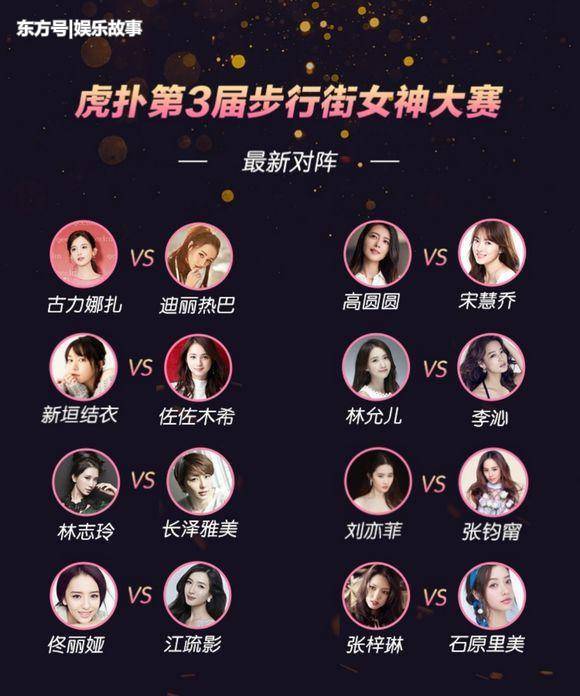 东方号|娱乐故事
虎扑第3届步行街女神大赛
最新对阵
VS
VS
古力娜扎
迪丽热巴
高圆圆
宋慧乔
VS
VS
新垣结衣
佐佐木希
林允儿
李沁
VS
VS
林志玲
长泽雅美
刘亦菲
张钧甯
VS
VS
佟丽娅
江疏影
张梓琳
石原里美